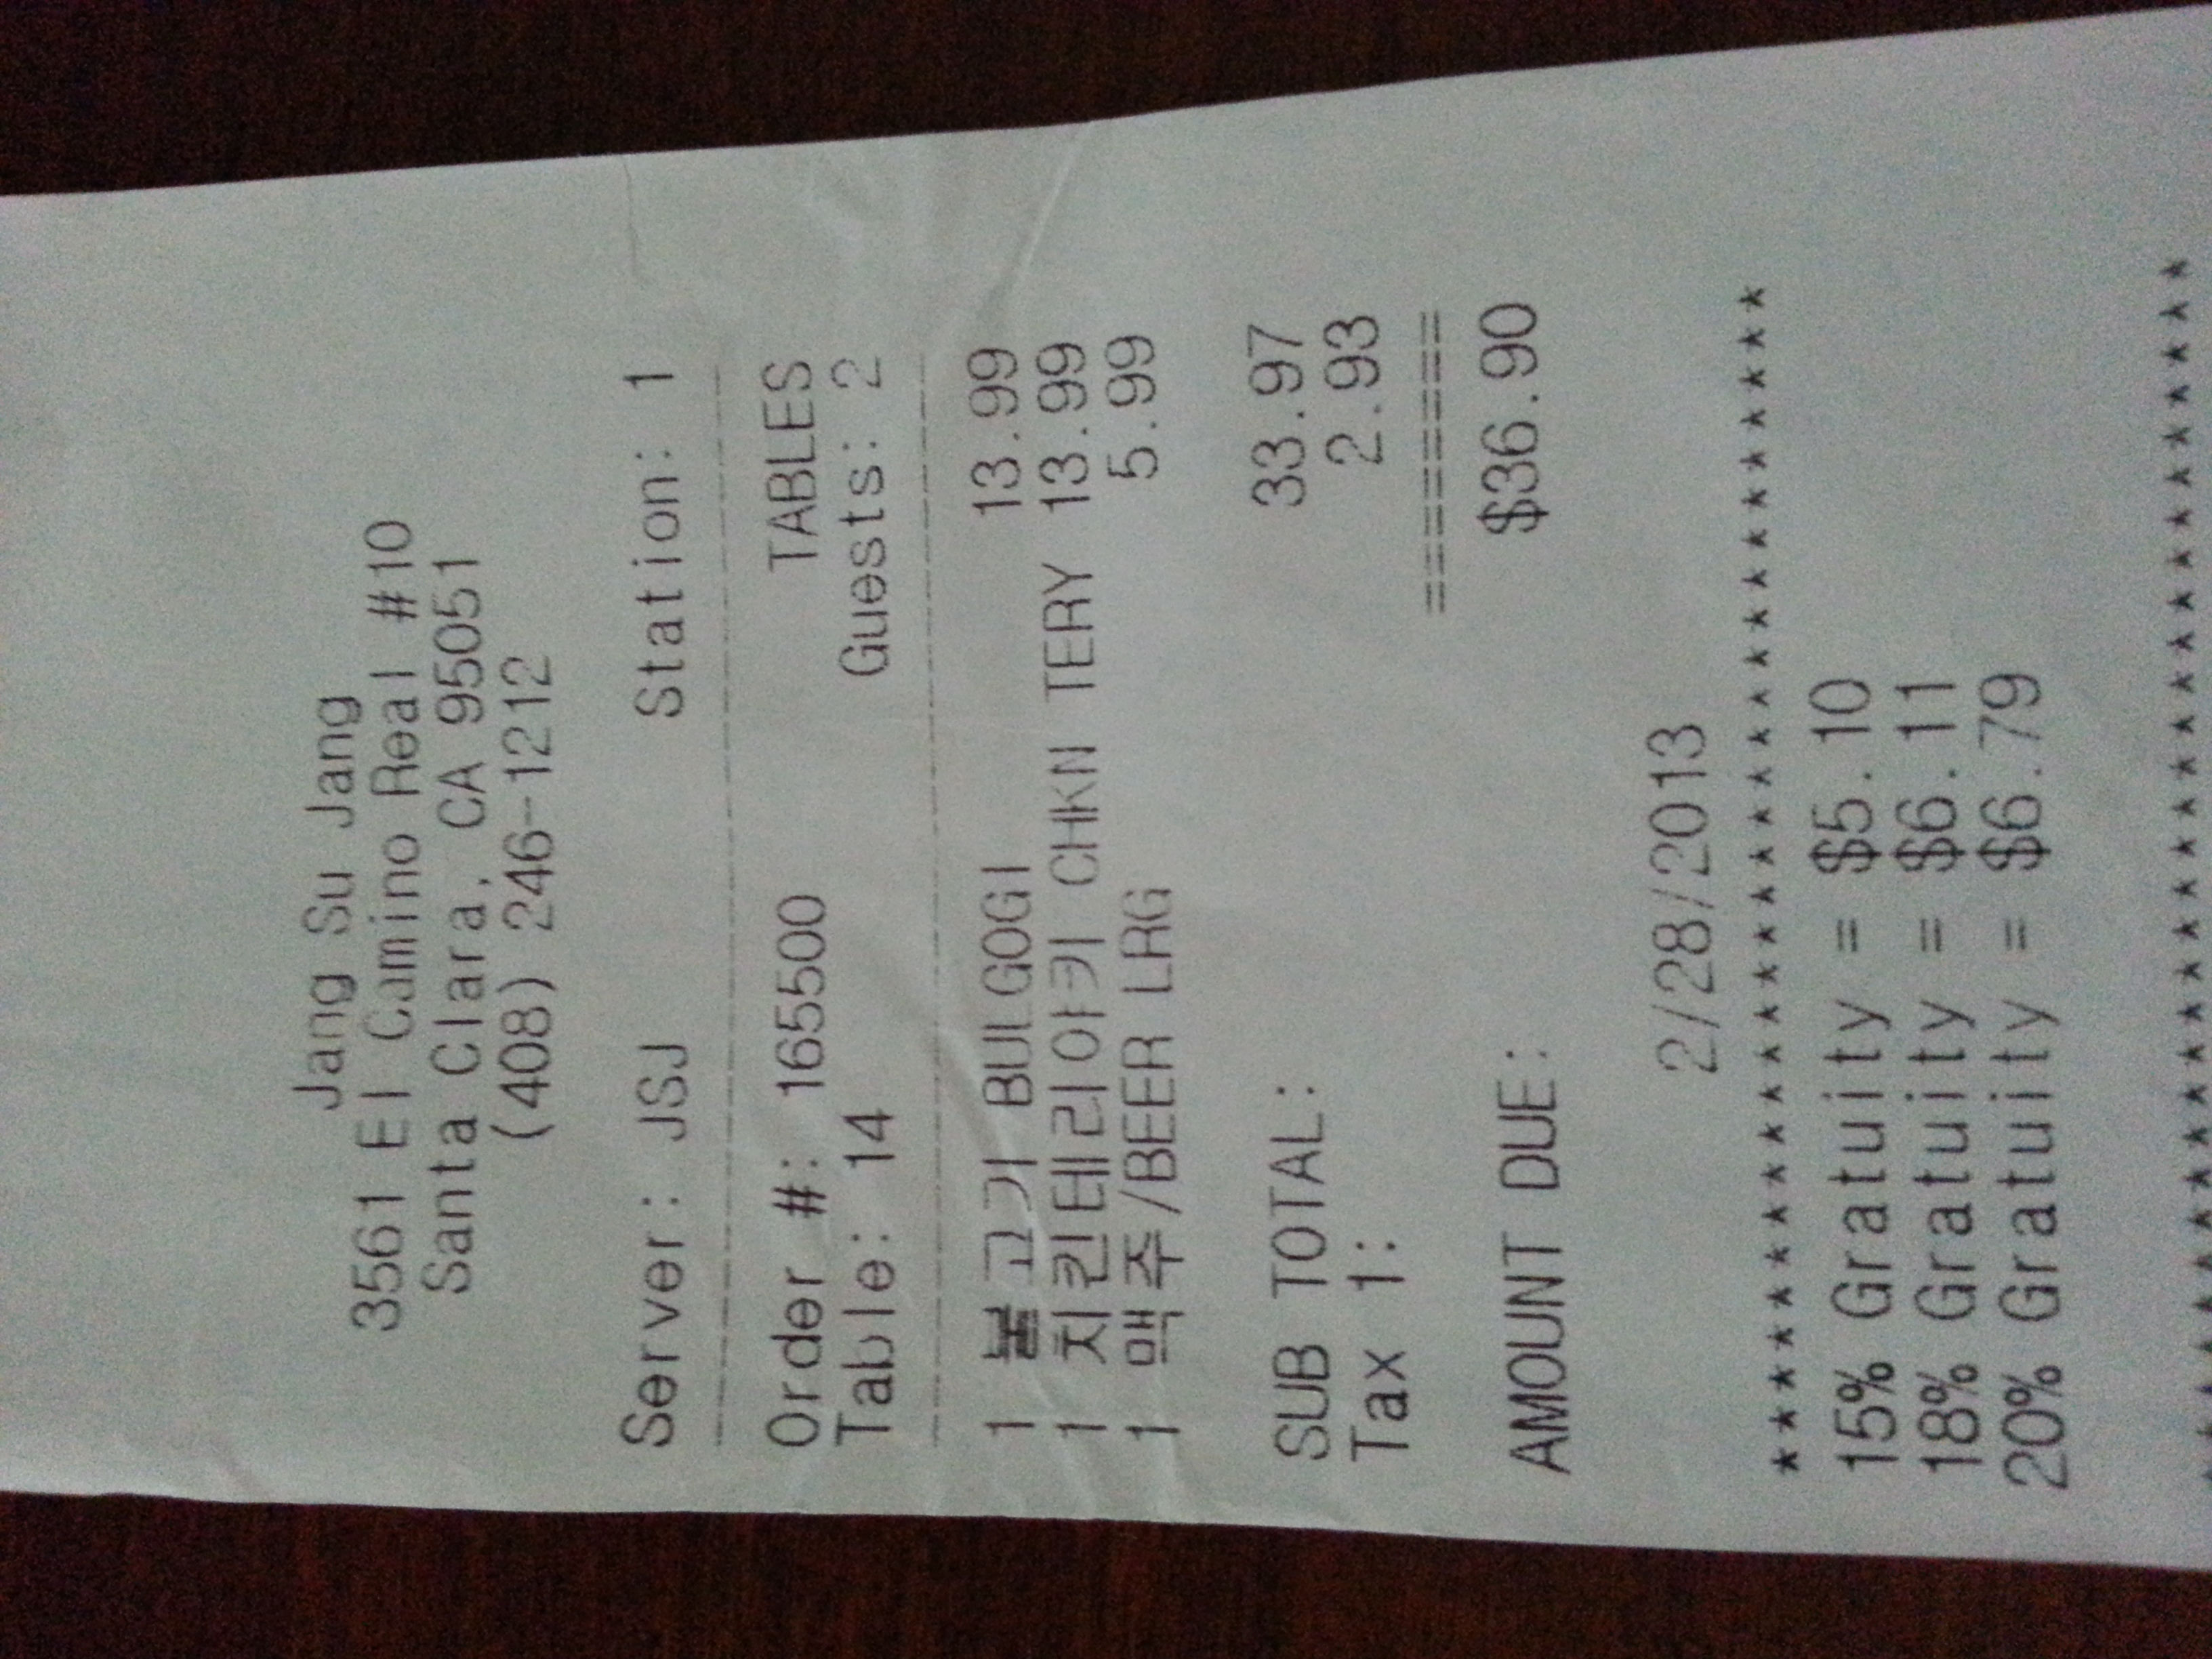 Jang Su Jang
3561 El Camino Real #10
Santa Clara, CA 95051
(408) 246-1212
Server: JSJ Station: 1
Order #: 165500 TABLES
Table: 14 Guests: 2
1 불고기 BULGOGI 13.99
1 치킨테리야키 CHKN TERY 13.99
1 맥주/BEER LRG 5.99
SUB TOTAL: 33.97
Tax 1: 2.93
========
AMOUNT DUE: $36.90
2/28/2013
******************************
15% Gratuity = $5.10
18% Gratuity = $6.11
20% Gratuity = $6.79
******************************